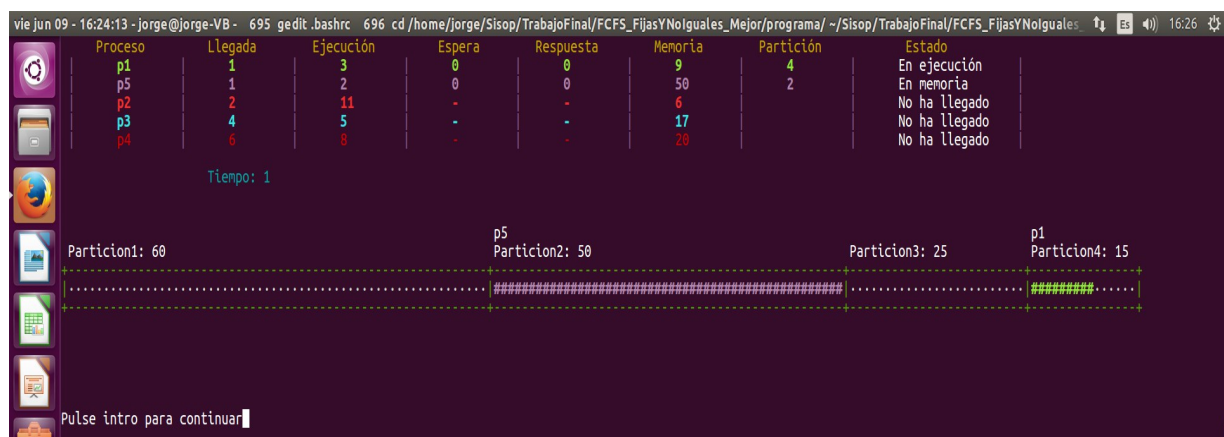 vie jun 09 - 16:24:13 - jorge@jorge-VB - 695 gedit .bashrc 696 cd /home/jorge/Sisop/TrabajoFinal/FCFS_FijasYNoIguales_Mejor/programa/ ~/Sisop/TrabajoFinal/FCFS_FijasYNoIguales_ Es 16:26
Proceso Llegada Ejecución Espera Respuesta Memoria Partición Estado
| p1 | 1 | 3 | 0 | 0 | 9 | 4 | En ejecución |
| p5 | 1 | 2 | 0 | 0 | 50 | 2 | En memoria |
| p2 | 2 | 11 | - | - | 6 | | No ha llegado |
| p3 | 4 | 5 | - | - | 17 | | No ha llegado |
| p4 | 6 | 8 | - | - | 20 | | No ha llegado |
Tiempo: 1
p5 p1
Particion1: 60 Particion2: 50 Particion3: 25 Particion4: 15
Pulse intro para continuar